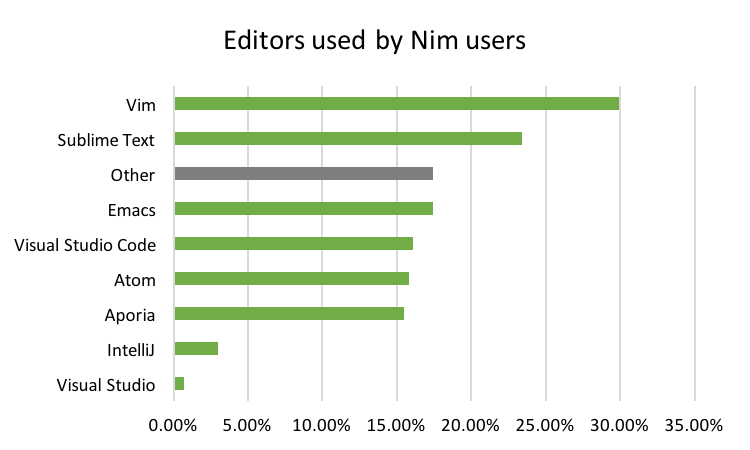 Editors used by Nim users
Vim
Sublime Text
Other
Emacs
Visual Studio Code
Atom
Aporia
IntelliJ
Visual Studio
0.00% 5.00% 10.00% 15.00% 20.00% 25.00% 30.00% 35.00%